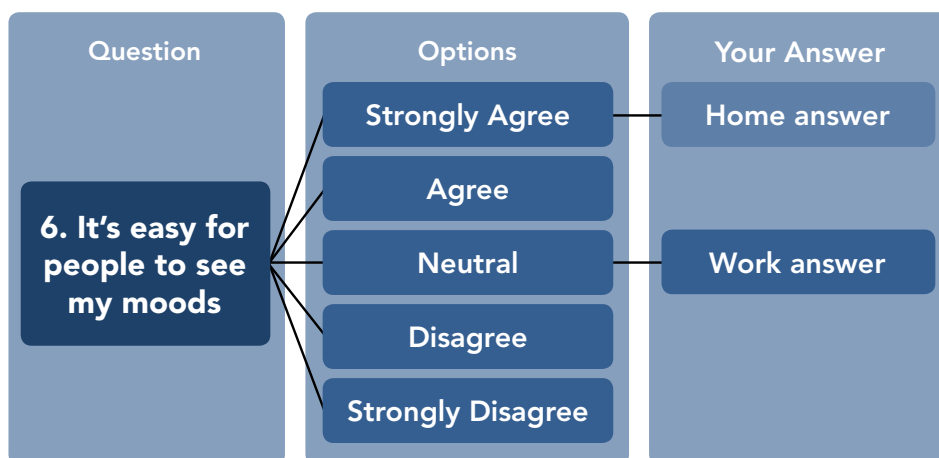 Question
6. It's easy for
people to see
my moods
Options
Strongly Agree
Agree
Neutral
Disagree
Strongly Disagree
Your Answer
Home answer
Work answer